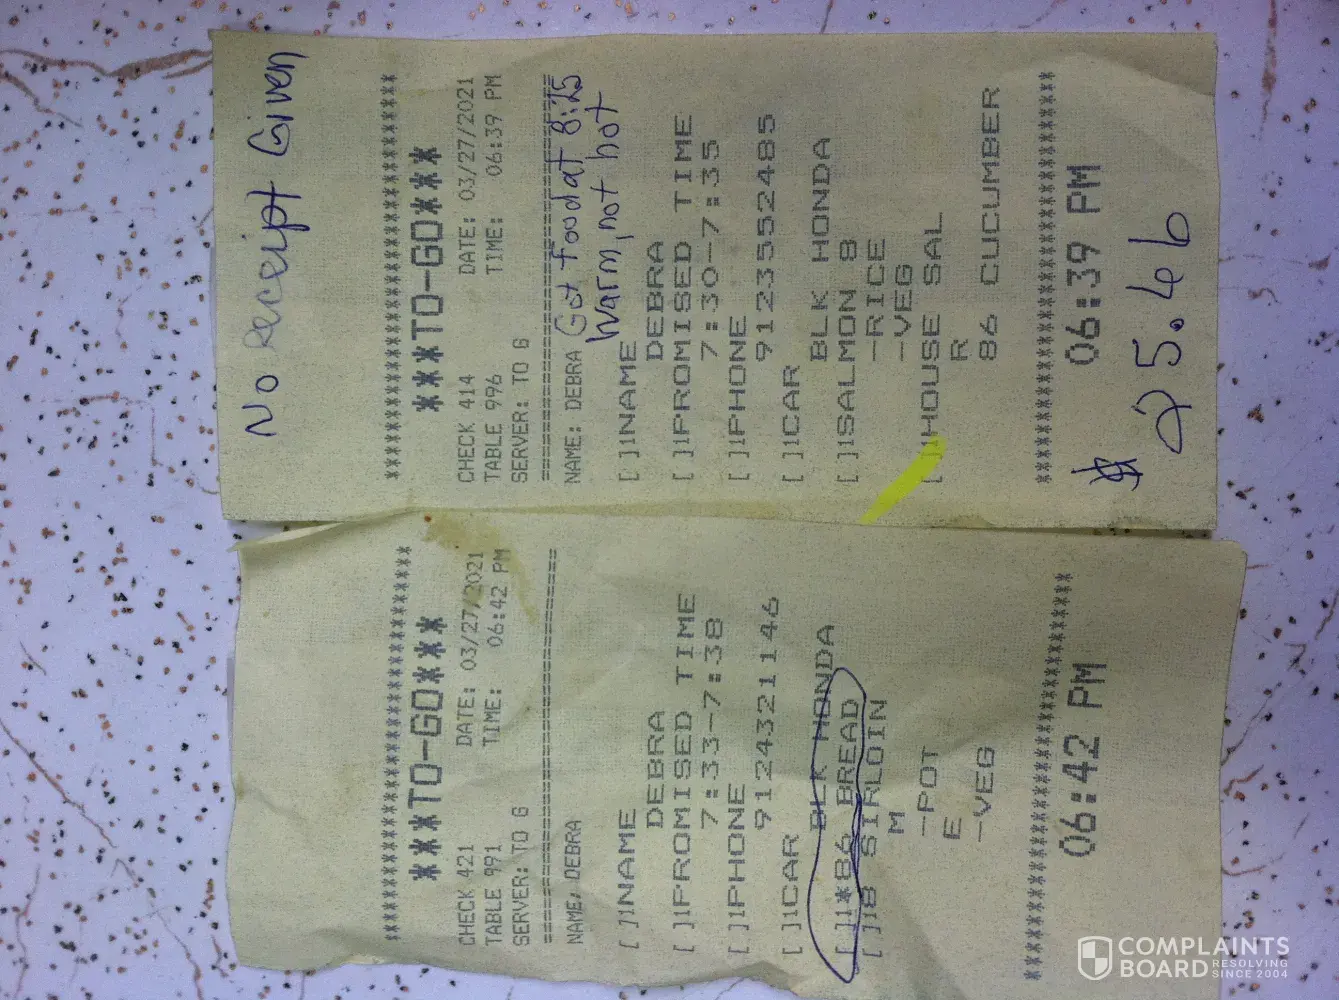 No receipt Given
*****************************
***TO-GO***
CHECK 414 DATE: 03/27/2021
TABLE 996 TIME: 06:39 PM
SERVER: TO G
==============================
NAME: DEBRA
Got food at 8:25
Warm, not hot
[ ]1NAME
DEBRA
[ ]1PROMISED TIME
7:30-7:35
[ ]1PHONE
9123552485
[ ]1CAR
BLK HONDA
[ ]1SALMON 8
-RICE
-VEG
[ ]1HOUSE SAL
R
86 CUCUMBER
*****************************
06:39 PM
$ 25.46
*****************************
***TO-GO***
CHECK 421 DATE: 03/27/2021
TABLE 991 TIME: 06:42 PM
SERVER: TO G
==============================
NAME: DEBRA
[ ]1NAME
DEBRA
[ ]1PROMISED TIME
7:33-7:38
[ ]1PHONE
9124321146
[ ]1CAR
BLK HONDA
[ ]1*86 BREAD
[ ]18 SIRLOIN
M
-POT
E
-VEG
*****************************
06:42 PM
COMPLAINTS
BOARD RESOLVING
SINCE 2004